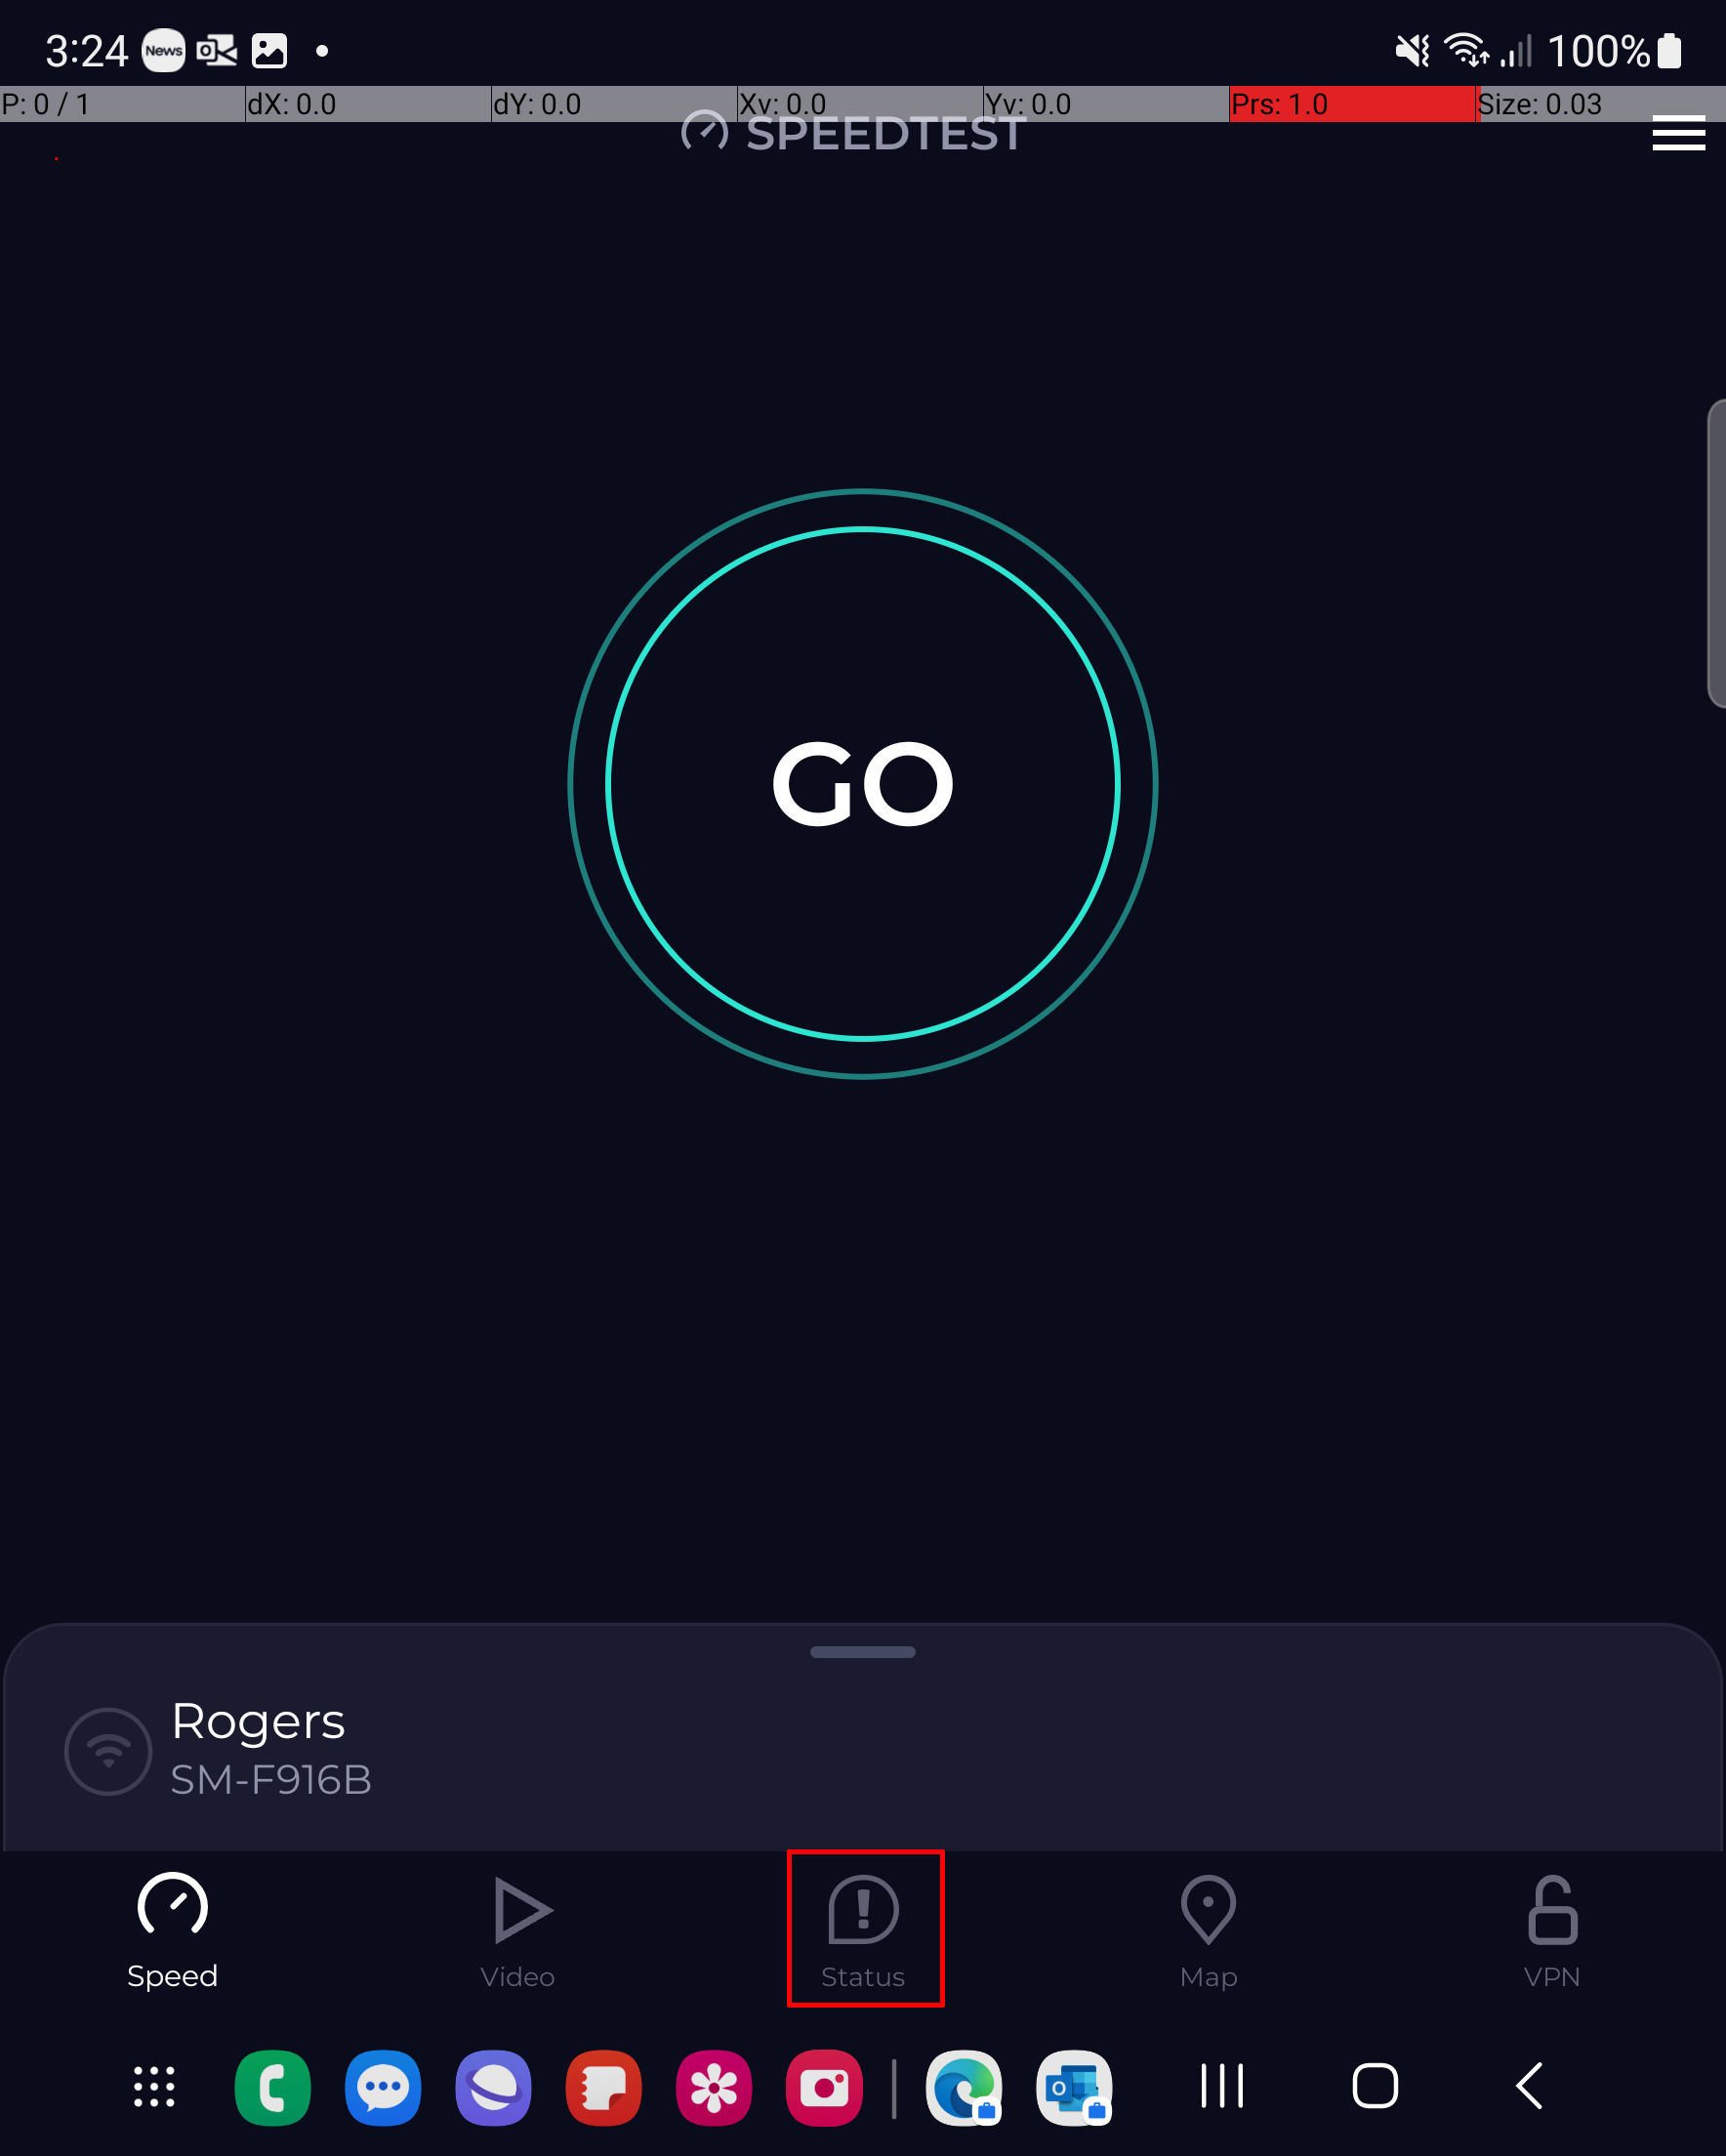 3:24 News 100%
P: 0 / 1 dX: 0.0 dY: 0.0 Xv: 0.0 Yv: 0.0 Prs: 1.0 Size: 0.03
SPEEDTEST
GO
Rogers
SM-F916B
Speed Video Status Map VPN